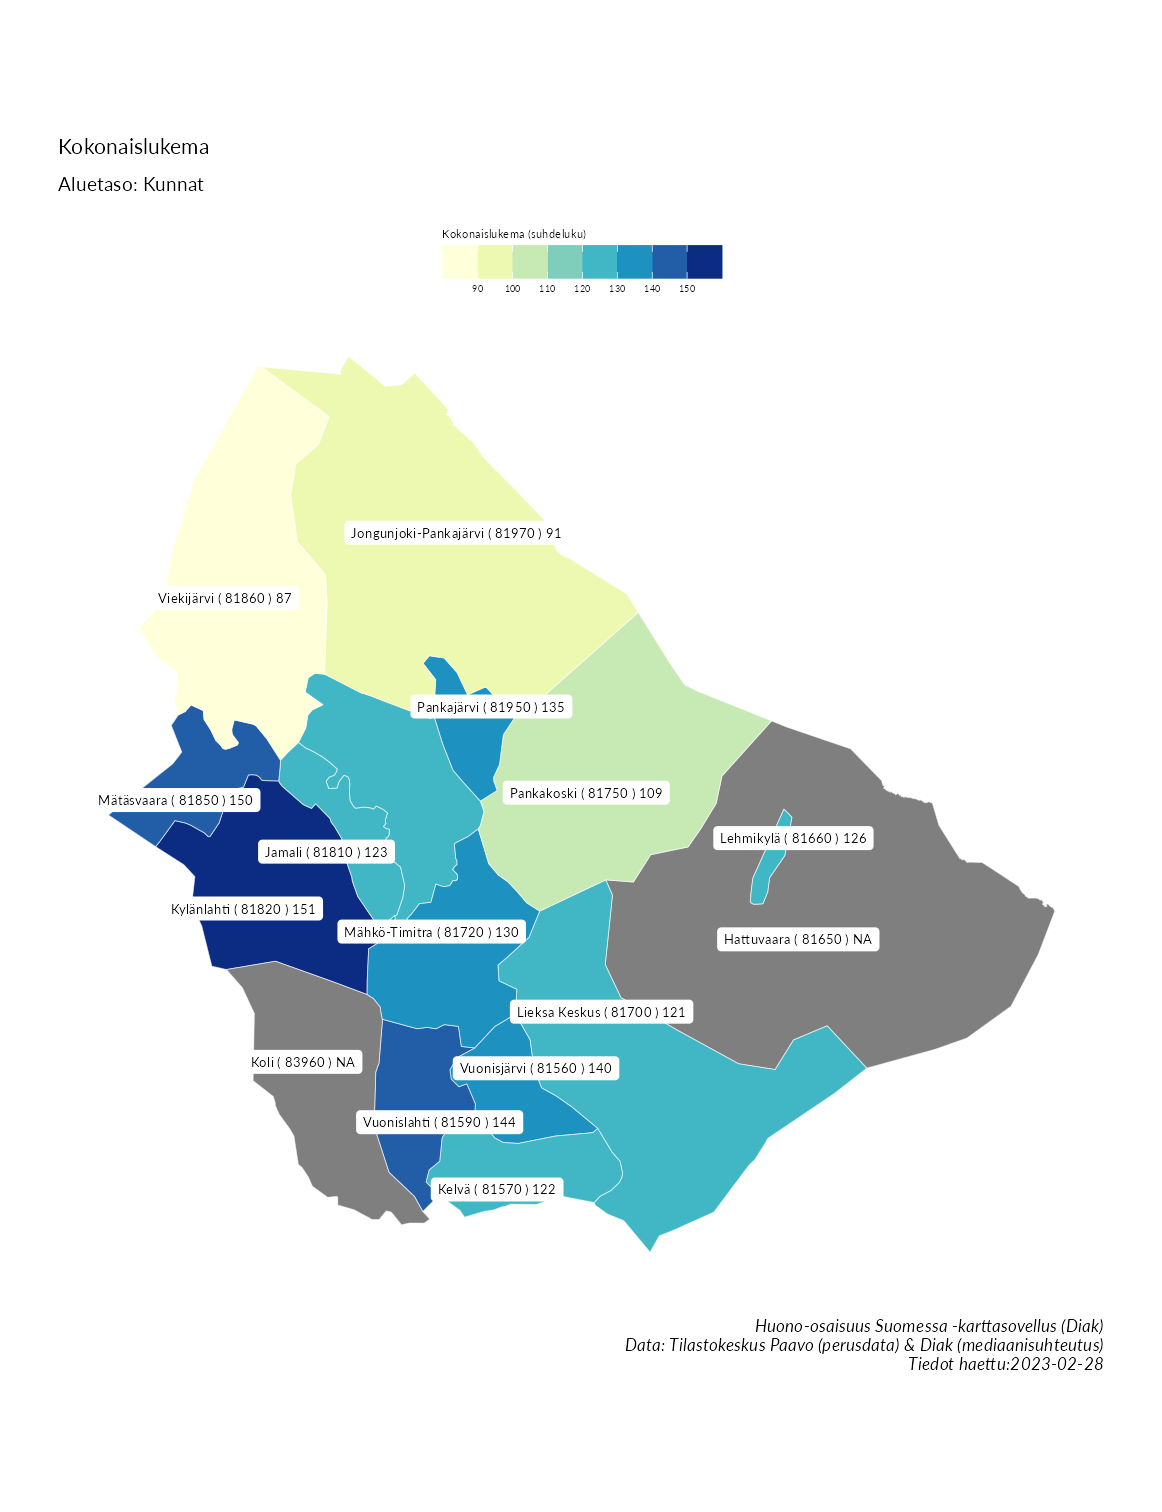 Kokonaislukema
Aluetaso: Kunnat
Kokonaislukema (suhdeluku)
90 100 110 120 130 140 150
Jongunjoki-Pankajärvi ( 81970 ) 91
Viekijärvi ( 81860 ) 87
Pankajärvi ( 81950 ) 135
Pankakoski ( 81750 ) 109
Mätäsvaara ( 81850 ) 150
Lehmikylä ( 81660 ) 126
Jamali ( 81810 ) 123
Kylänlahti ( 81820 ) 151
Mähkö-Timitra ( 81720 ) 130
Hattuvaara ( 81650 ) NA
Lieksa Keskus ( 81700 ) 121
Koli ( 83960 ) NA
Vuonisjärvi ( 81560 ) 140
Vuonislahti ( 81590 ) 144
Kelvä ( 81570 ) 122
Huono-osaisuus Suomessa -karttasovellus (Diak)
Data: Tilastokeskus Paavo (perusdata) & Diak (mediaanisuhteutus)
Tiedot haettu:2023-02-28